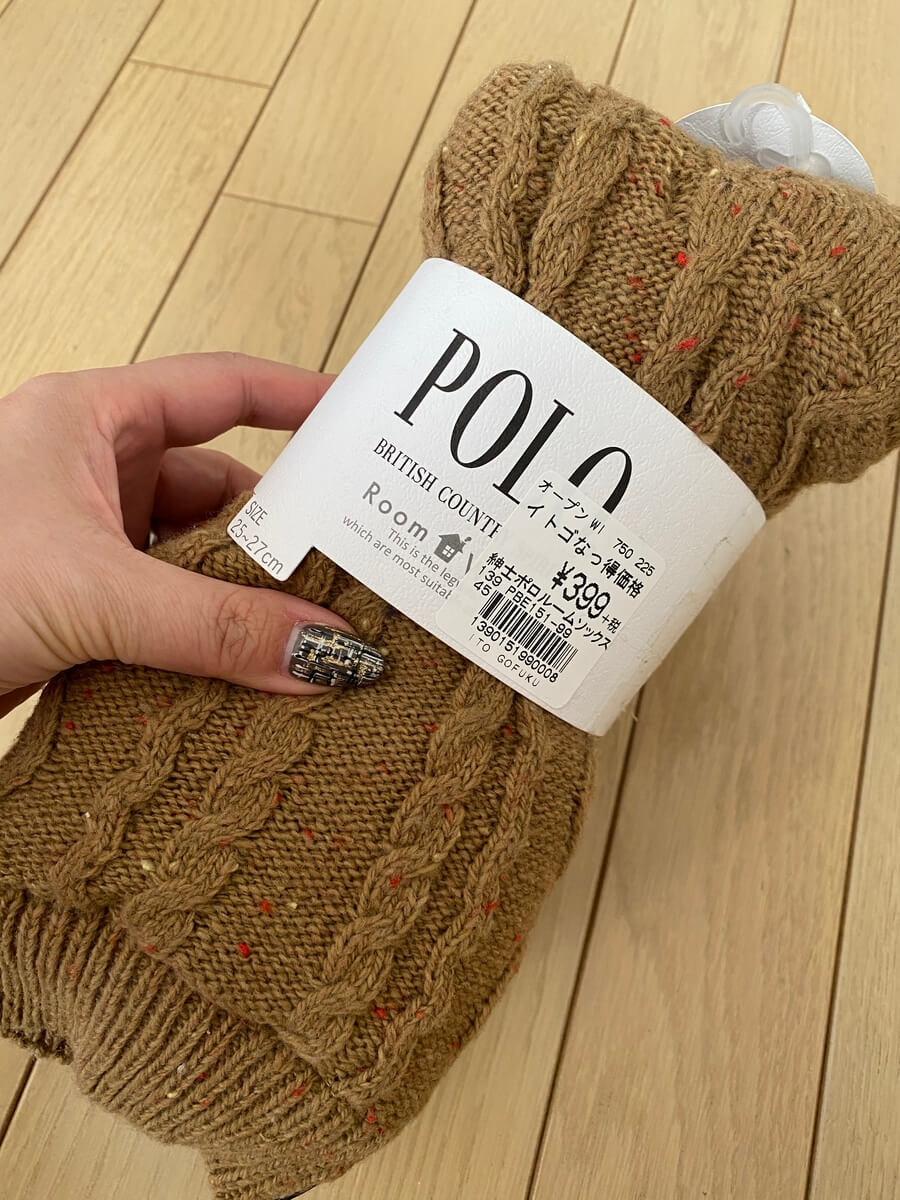 POLO
BRITISH COUNTR
Room W
This is the leg
which are most suitab
SIZE
25~27cm
オープンWI 750 225
イトゴなっ得価格
¥399+税
紳士ポロルームソックス
139 PBE151-99
45
1390151990008
ITO GOFUKU